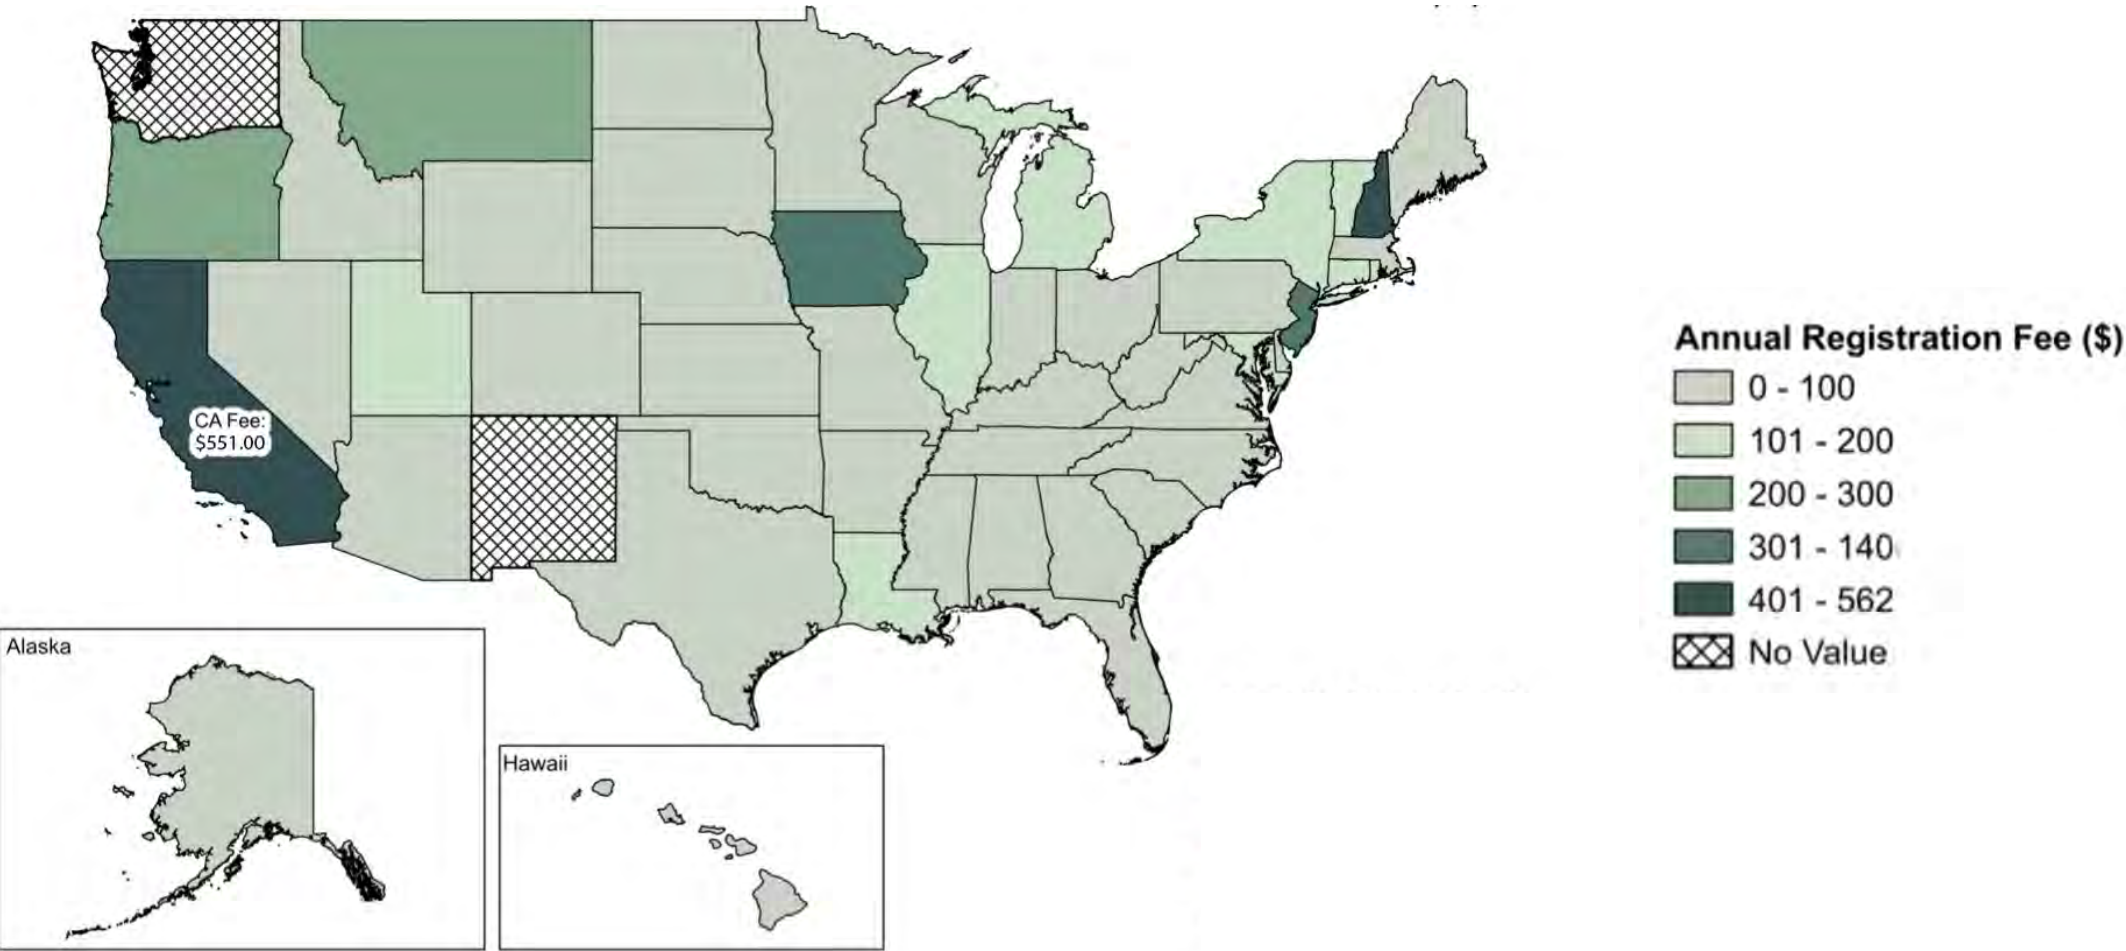 CA Fee:
$551.00
Alaska
Hawaii
Annual Registration Fee ($)
0 - 100
101 - 200
200 - 300
301 - 140
401 - 562
No Value